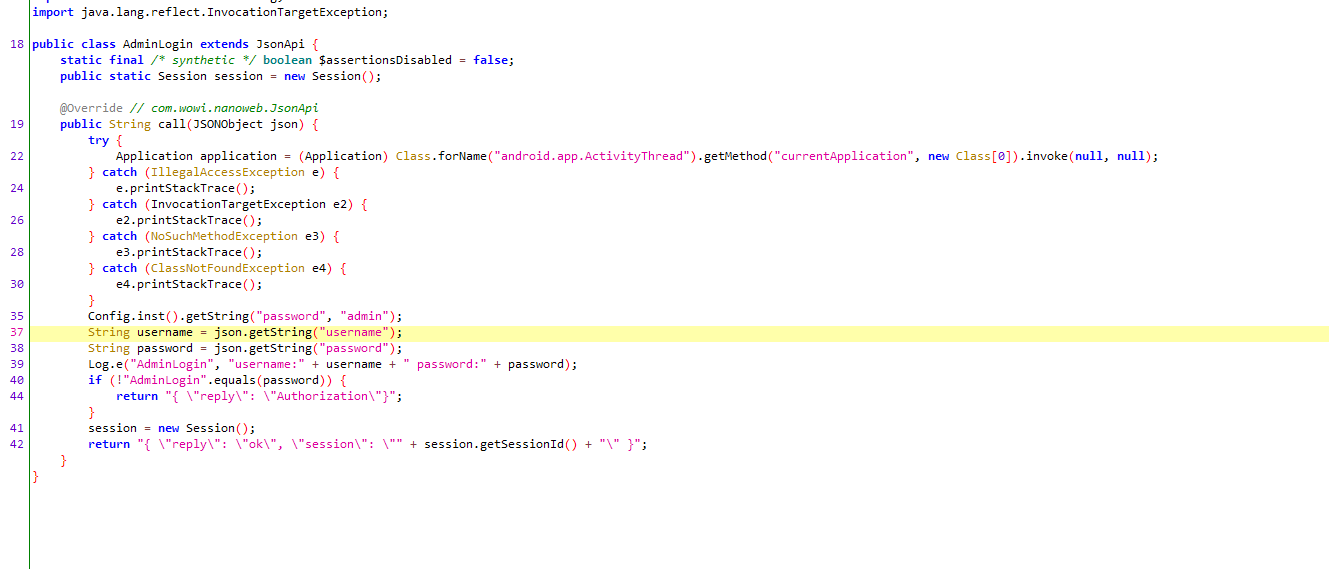 import java.lang.reflect.InvocationTargetException;
18 public class AdminLogin extends JsonApi {
static final /* synthetic */ boolean $assertionsDisabled = false;
public static Session session = new Session();
@Override // com.wowi.nanoweb.JsonApi
19 public String call(JSONObject json) {
try {
22 Application application = (Application) Class.forName("android.app.ActivityThread").getMethod("currentApplication", new Class[0]).invoke(null, null);
} catch (IllegalAccessException e) {
24 e.printStackTrace();
} catch (InvocationTargetException e2) {
26 e2.printStackTrace();
} catch (NoSuchMethodException e3) {
28 e3.printStackTrace();
} catch (ClassNotFoundException e4) {
30 e4.printStackTrace();
}
35 Config.inst().getString("password", "admin");
37 String username = json.getString("username");
38 String password = json.getString("password");
39 Log.e("AdminLogin", "username:" + username + " password:" + password);
40 if (!"AdminLogin".equals(password)) {
44 return "{ \"reply\": \"Authorization\"}";
}
41 session = new Session();
42 return "{ \"reply\": \"ok\", \"session\": \"" + session.getSessionId() + "\" }";
}
}